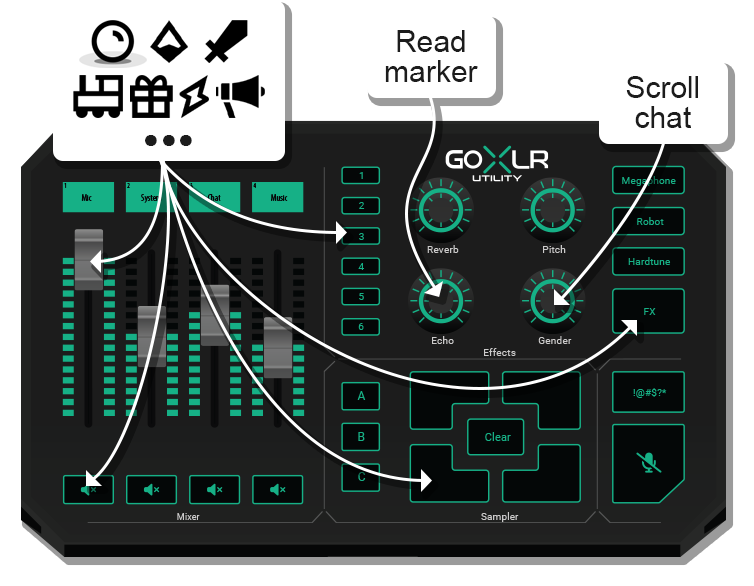 Read
marker
Scroll
chat
GOXLR
UTILITY
1
Mic
2
System
Chat
4
Music
1
2
3
4
5
6
Reverb
Pitch
Echo
Gender
Effects
Megaphone
Robot
Hardtune
FX
A
B
C
Clear
!@#$?*
Mixer
Sampler